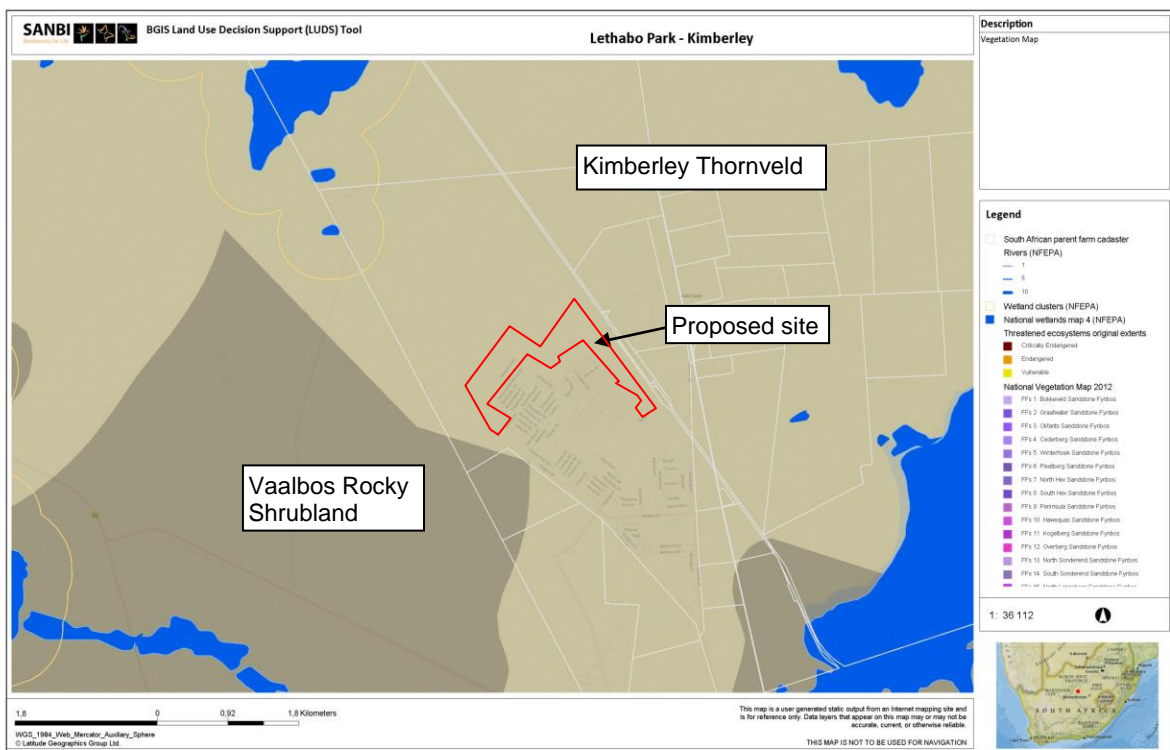 SANBI
Biodiversity for Life
BGIS Land Use Decision Support (LUDS) Tool
Lethabo Park - Kimberley
Description
Vegetation Map
Kimberley Thornveld
Proposed site
Vaalbos Rocky
Shrubland
Legend
South African parent farm cadaster
Rivers (NFEPA)
1
5
10
Wetland clusters (NFEPA)
National wetlands map 4 (NFEPA)
Threatened ecosystems original extents
Critically Endangered
Endangered
Vulnerable
National Vegetation Map 2012
FFs 1 Bokkeveld Sandstone Fynbos
FFs 2 Graafwater Sandstone Fynbos
FFs 3 Olifants Sandstone Fynbos
FFs 4 Cederberg Sandstone Fynbos
FFs 5 Winterhoek Sandstone Fynbos
FFs 6 Piketberg Sandstone Fynbos
FFs 7 North Hex Sandstone Fynbos
FFs 8 South Hex Sandstone Fynbos
FFs 9 Peninsula Sandstone Fynbos
FFs 10 Hawequas Sandstone Fynbos
FFs 11 Kogelberg Sandstone Fynbos
FFs 12 Overberg Sandstone Fynbos
FFs 13 North Sonderend Sandstone Fynbos
FFs 14 South Sonderend Sandstone Fynbos
1: 36 112
SOUTH AFRICA
1,8 0 0,92 1,8 Kilometers
WGS_1984_Web_Mercator_Auxiliary_Sphere
© Latitude Geographics Group Ltd.
This map is a user generated static output from an Internet mapping site and
is for reference only. Data layers that appear on this map may or may not be
accurate, current, or otherwise reliable.
THIS MAP IS NOT TO BE USED FOR NAVIGATION